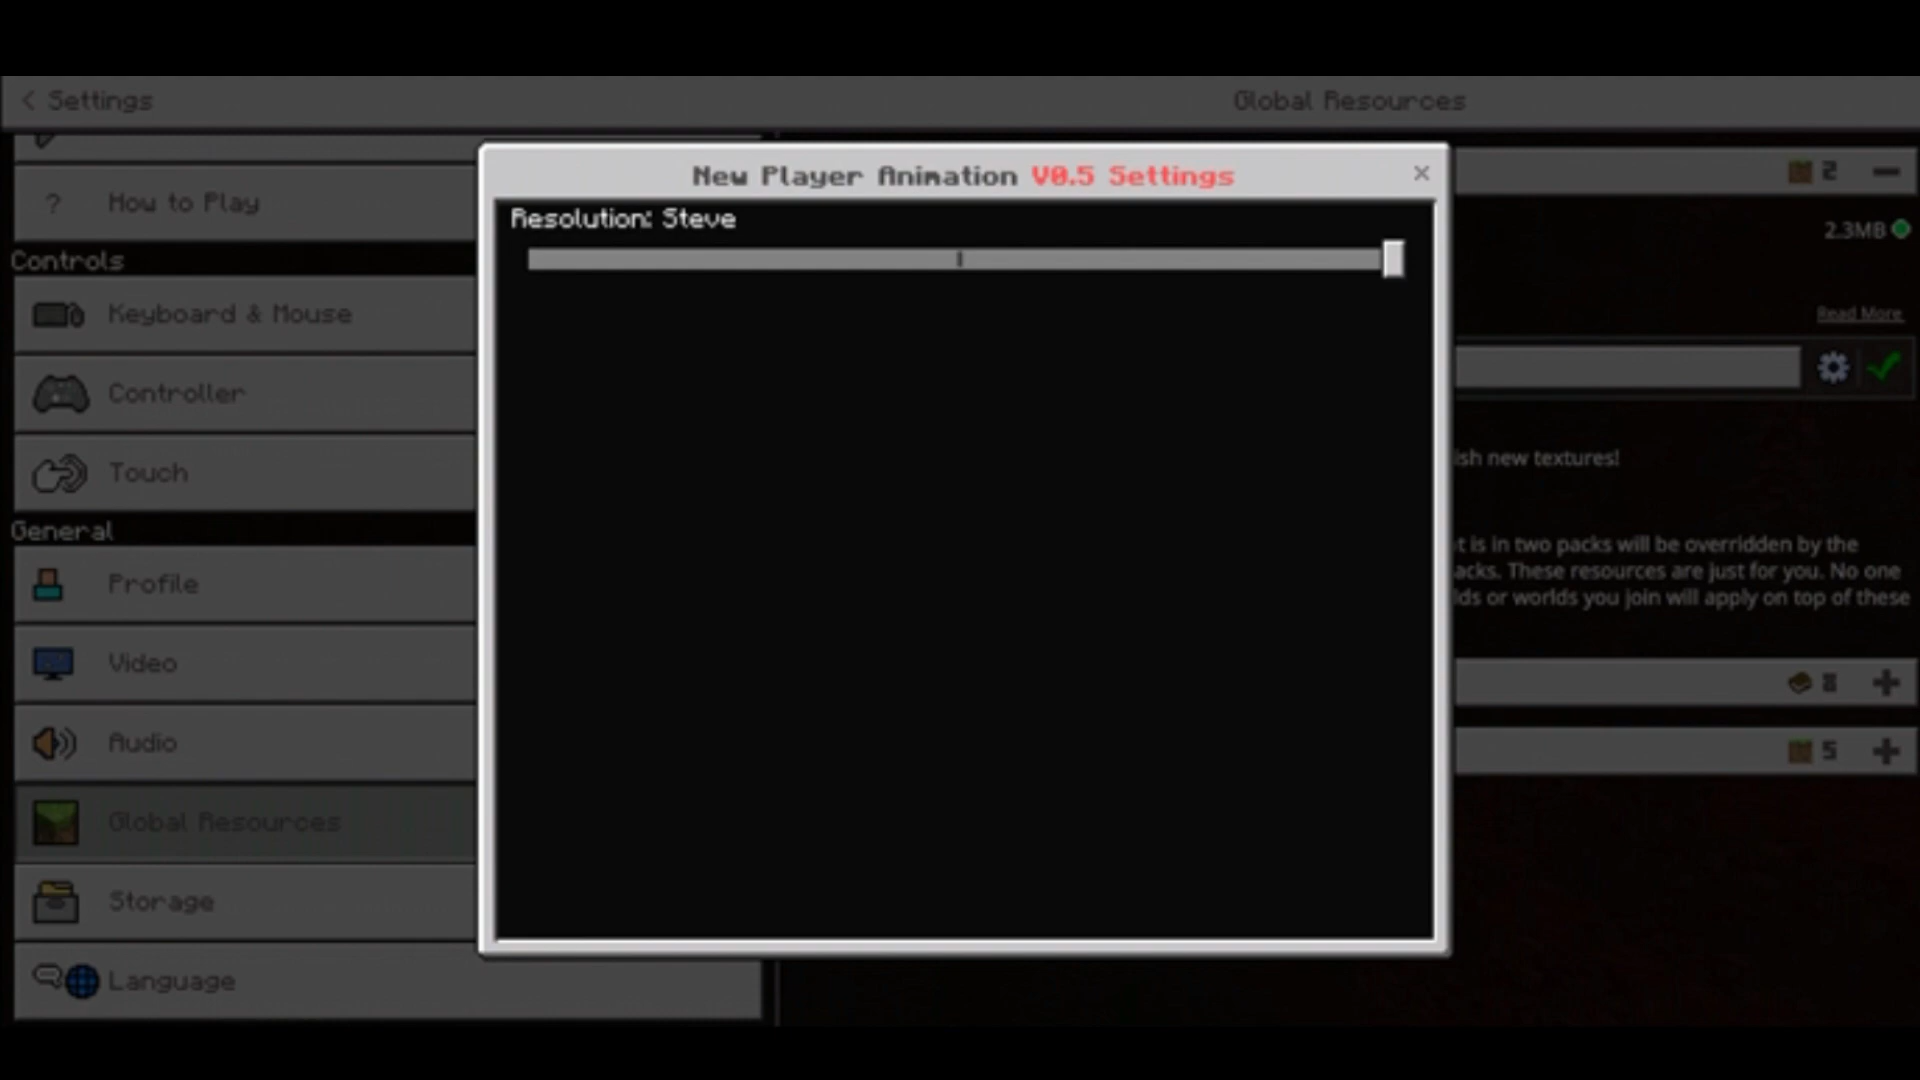 Settings
Global Resources
New Player Animation V0.5 Settings
Resolution: Steve
How to Play
Controls
Keyboard & Mouse
Controller
Touch
General
Profile
Video
Audio
Global Resources
Storage
Language
2
2.3MB
Read More
ish new textures!
t is in two packs will be overridden by the
acks. These resources are just for you. No one
lds or worlds you join will apply on top of these
8
5